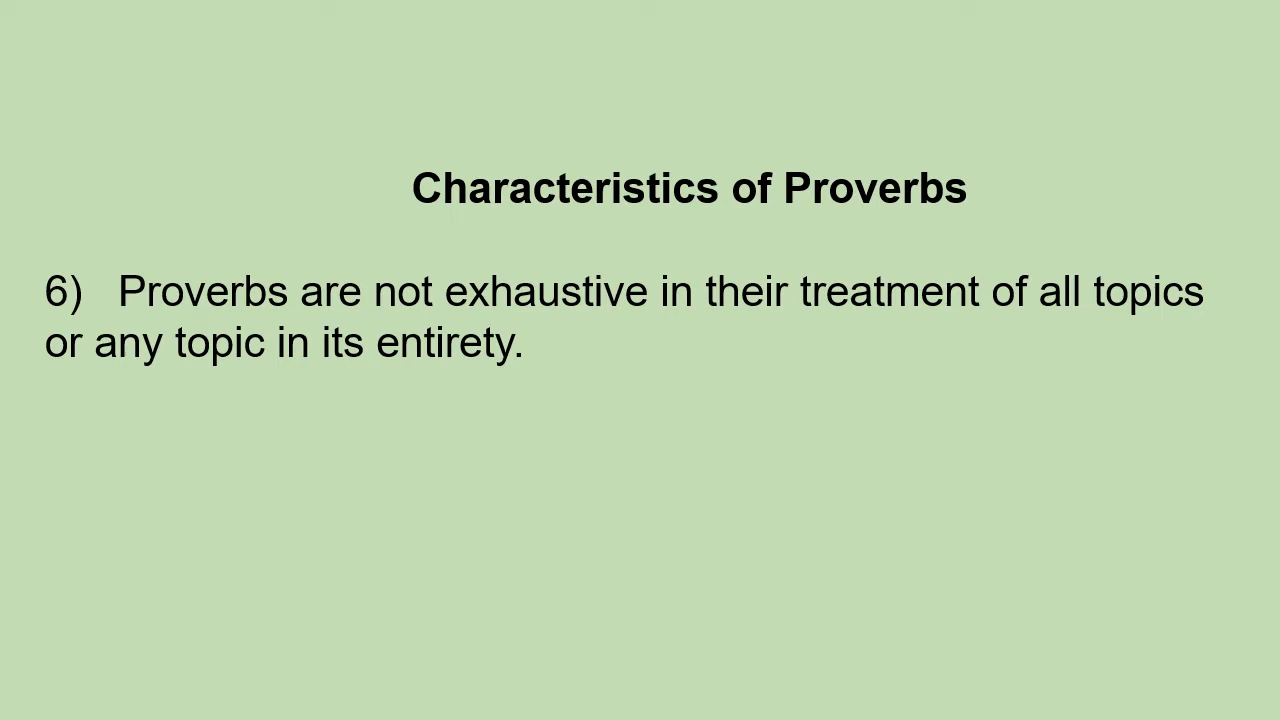 Characteristics of Proverbs
6) Proverbs are not exhaustive in their treatment of all topics
or any topic in its entirety.